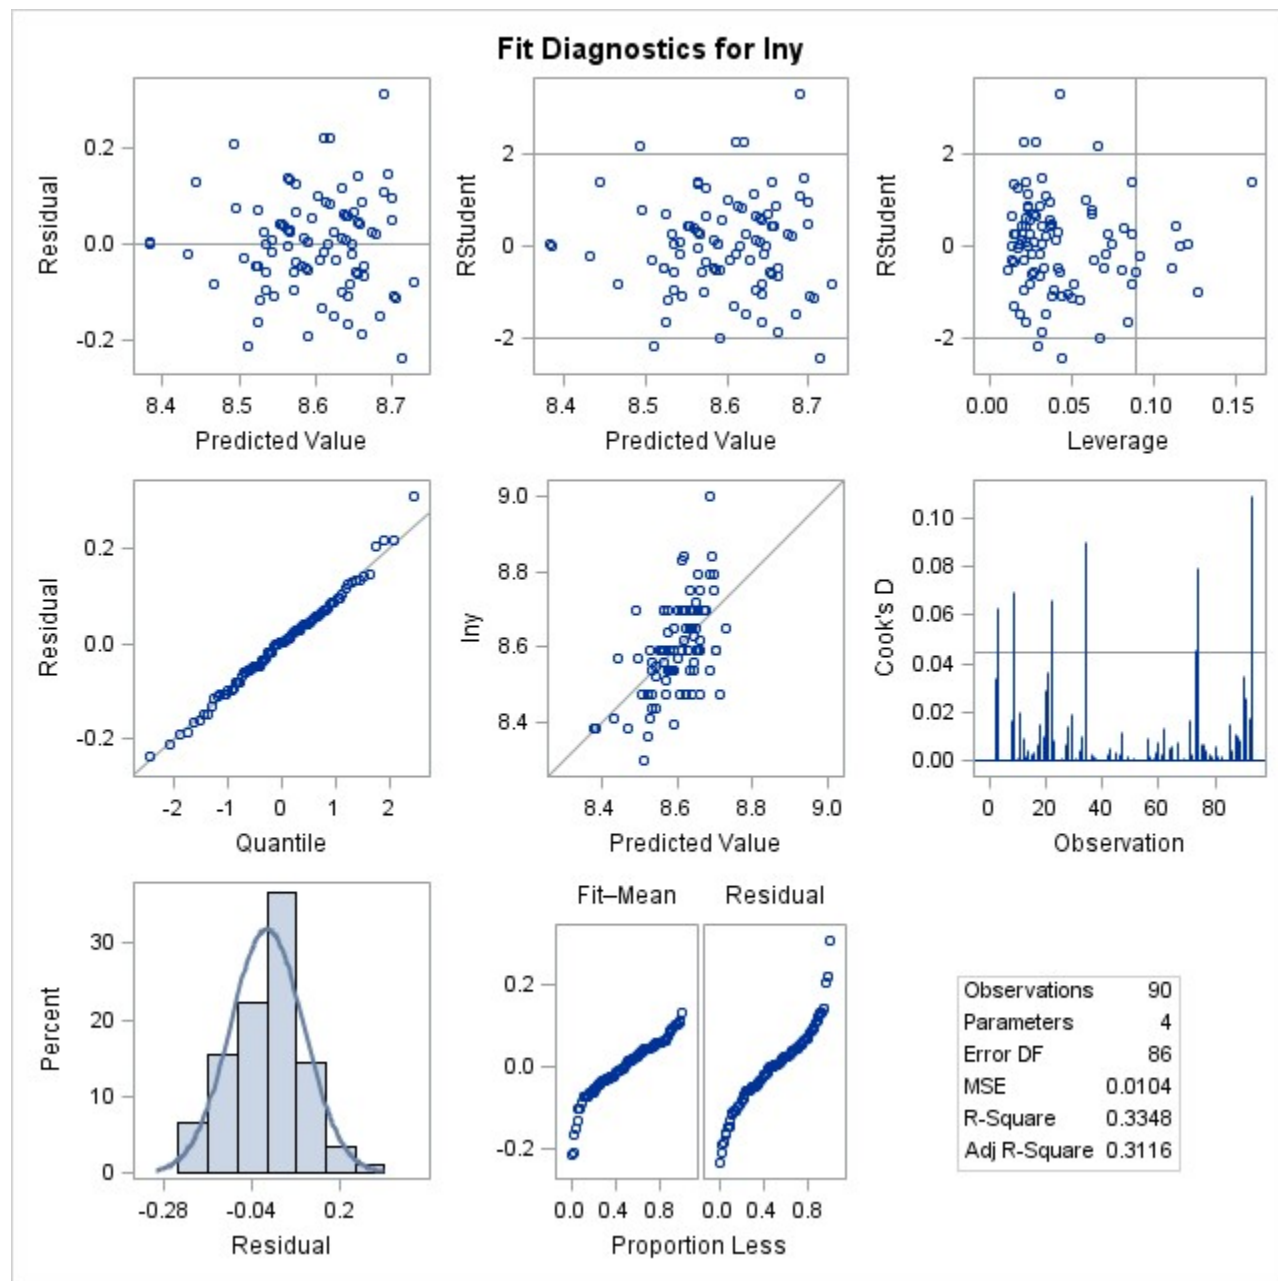 Fit Diagnostics for lny
Residual
0.2
0.0
-0.2
8.4 8.5 8.6 8.7
Predicted Value
RStudent
2
0
-2
8.4 8.5 8.6 8.7
Predicted Value
RStudent
2
0
-2
0.00 0.05 0.10 0.15
Leverage
Residual
0.2
0.0
-0.2
-2 -1 0 1 2
Quantile
lny
9.0
8.8
8.6
8.4
8.4 8.6 8.8 9.0
Predicted Value
Cook's D
0.10
0.08
0.06
0.04
0.02
0.00
0 20 40 60 80
Observation
Percent
30
20
10
0
-0.28 -0.04 0.2
Residual
Fit–Mean Residual
0.2
0.0
-0.2
0.0 0.4 0.8 0.0 0.4 0.8
Proportion Less
Observations 90
Parameters 4
Error DF 86
MSE 0.0104
R-Square 0.3348
Adj R-Square 0.3116